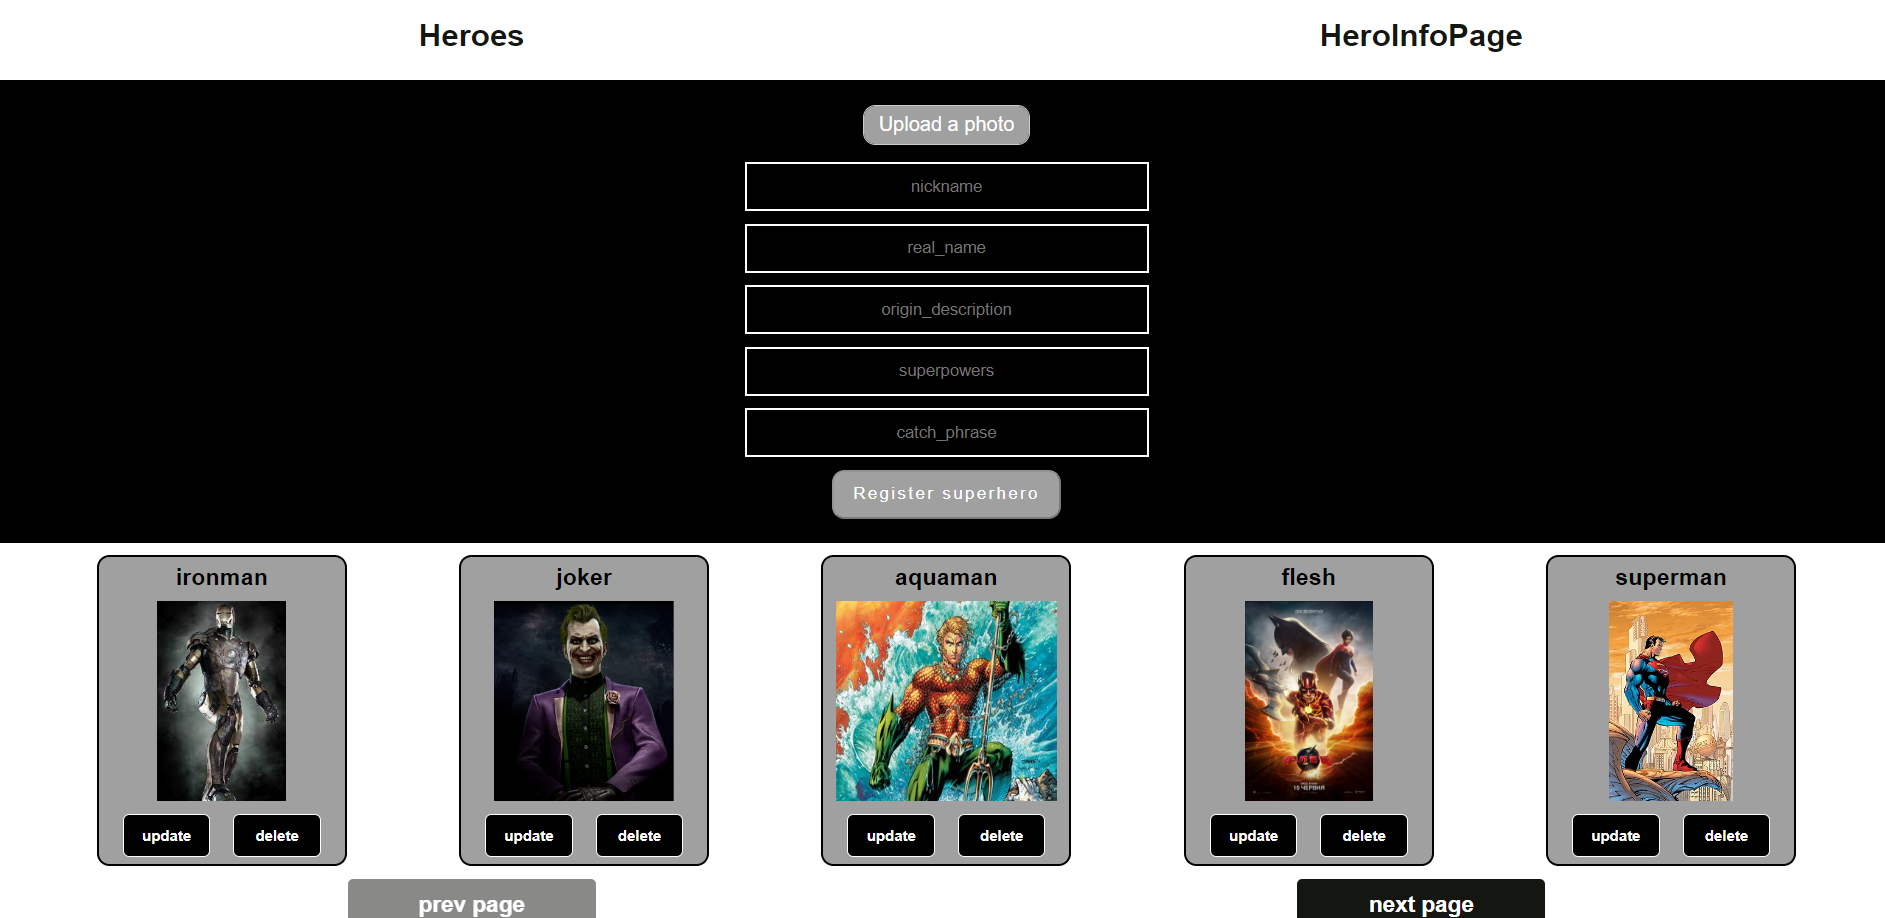 Heroes HeroInfoPage
Upload a photo
nickname
real_name
origin_description
superpowers
catch_phrase
Register superhero
ironman joker aquaman flesh superman
15 ЧЕРВНЯ
update delete update delete update delete update delete update delete
prev page next page